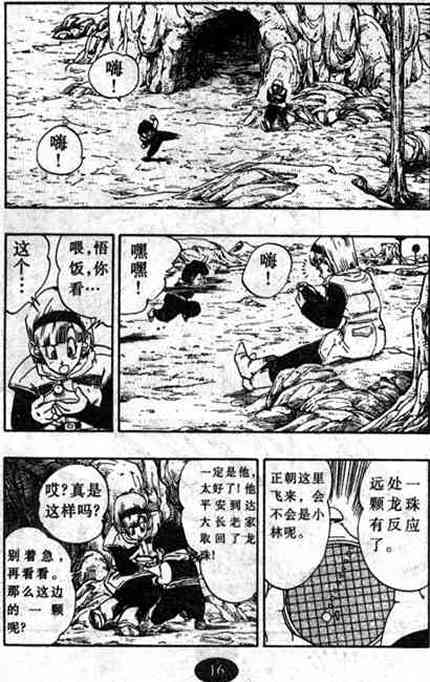 嗨！
嗨！
嗨！
嘿
嘿！
喂，悟
饭，你
看…
这
个…
远处一
颗龙珠
有反应
了。
正朝这里
飞来，会
不会是小
林呢。
一定是他，
太好了！他
平安到达
大长老家
取回了龙
珠！
哎？真是
这样吗？
别着急，
再看看。
那么这边
的一颗
呢？
16